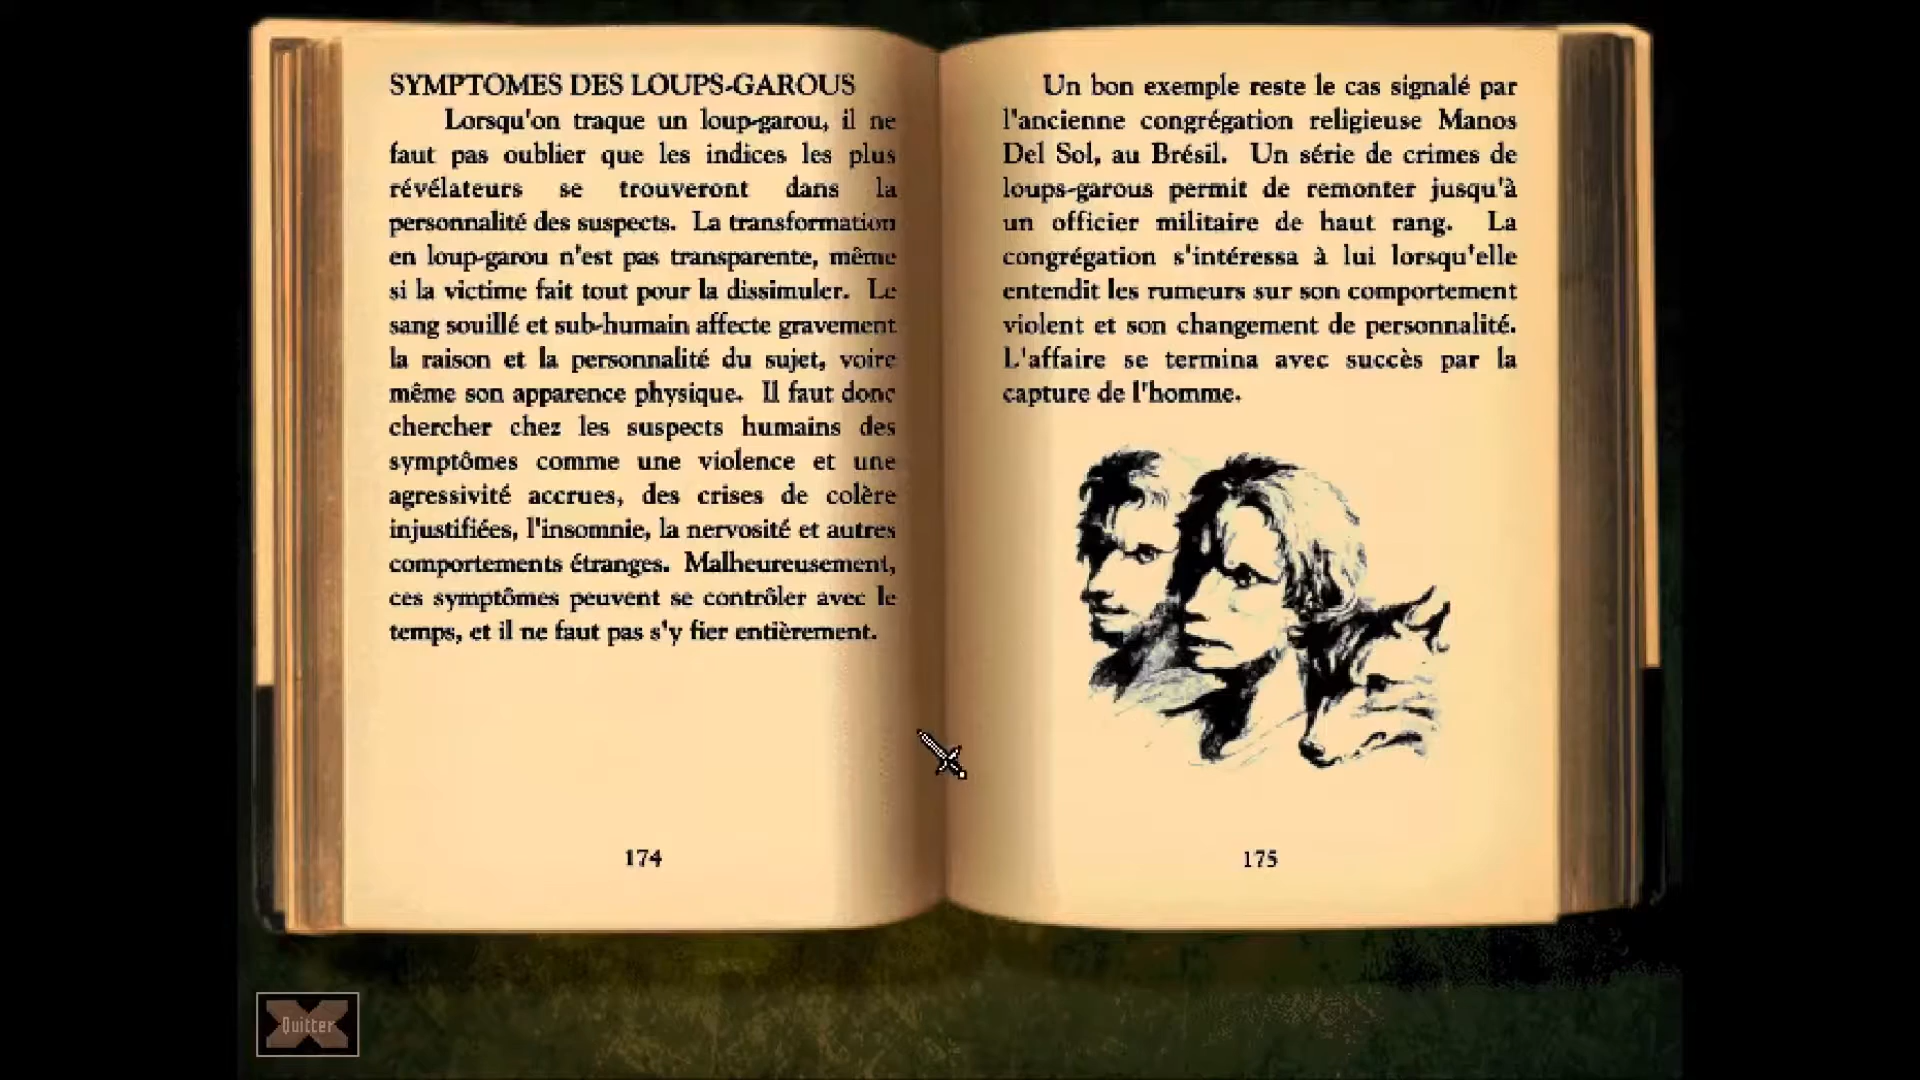 SYMPTOMES DES LOUPS-GAROUS
Lorsqu'on traque un loup-garou, il ne
faut pas oublier que les indices les plus
révélateurs se trouveront dans la
personnalité des suspects. La transformation
en loup-garou n'est pas transparente, même
si la victime fait tout pour la dissimuler. Le
sang souillé et sub-humain affecte gravement
la raison et la personnalité du sujet, voire
même son apparence physique. Il faut donc
chercher chez les suspects humains des
symptômes comme une violence et une
agressivité accrues, des crises de colère
injustifiées, l'insomnie, la nervosité et autres
comportements étranges. Malheureusement,
ces symptômes peuvent se contrôler avec le
temps, et il ne faut pas s'y fier entièrement.
174
Un bon exemple reste le cas signalé par
l'ancienne congrégation religieuse Manos
Del Sol, au Brésil. Un série de crimes de
loups-garous permit de remonter jusqu'à
un officier militaire de haut rang. La
congrégation s'intéressa à lui lorsqu'elle
entendit les rumeurs sur son comportement
violent et son changement de personnalité.
L'affaire se termina avec succès par la
capture de l'homme.
175
Quitter